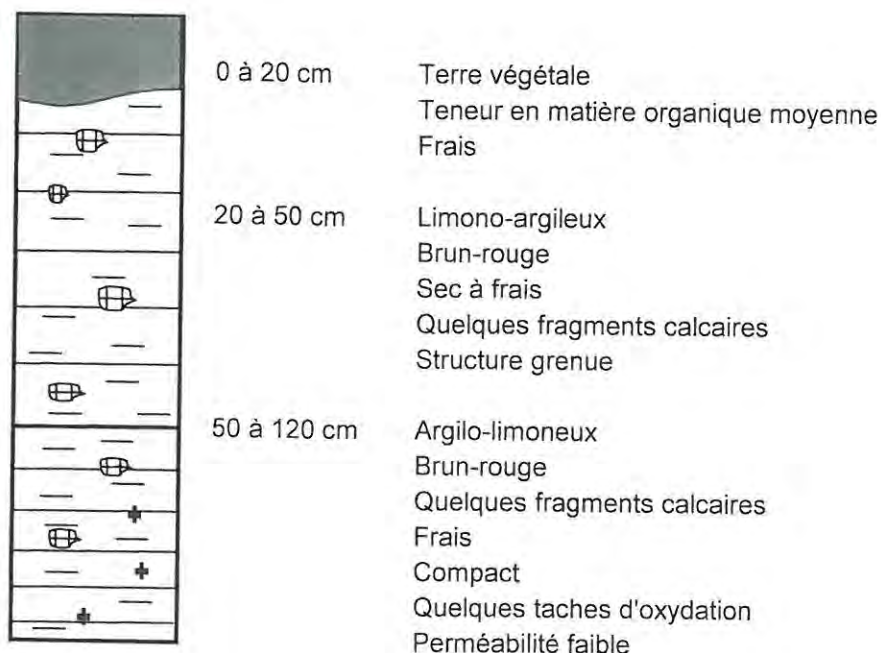 0 à 20 cm Terre végétale
Teneur en matière organique moyenne
Frais
20 à 50 cm Limono-argileux
Brun-rouge
Sec à frais
Quelques fragments calcaires
Structure grenue
50 à 120 cm Argilo-limoneux
Brun-rouge
Quelques fragments calcaires
Frais
Compact
Quelques taches d'oxydation
Perméabilité faible